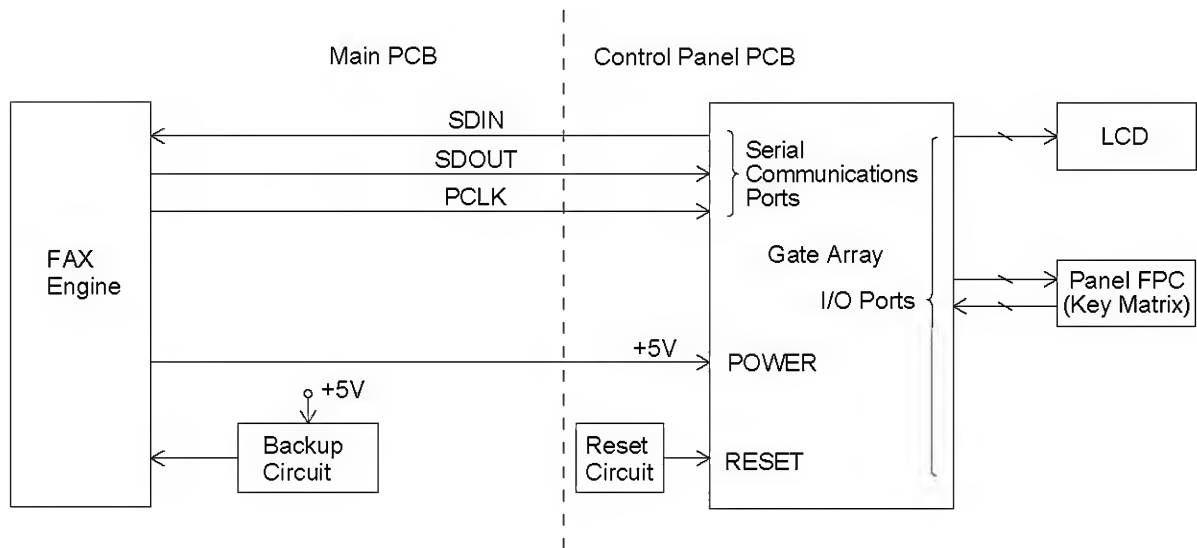 Main PCB
Control Panel PCB
SDIN
SDOUT
PCLK
Serial
Communications
Ports
LCD
FAX
Engine
Gate Array
I/O Ports
Panel FPC
(Key Matrix)
+5V
POWER
+5V
Backup
Circuit
Reset
Circuit
RESET